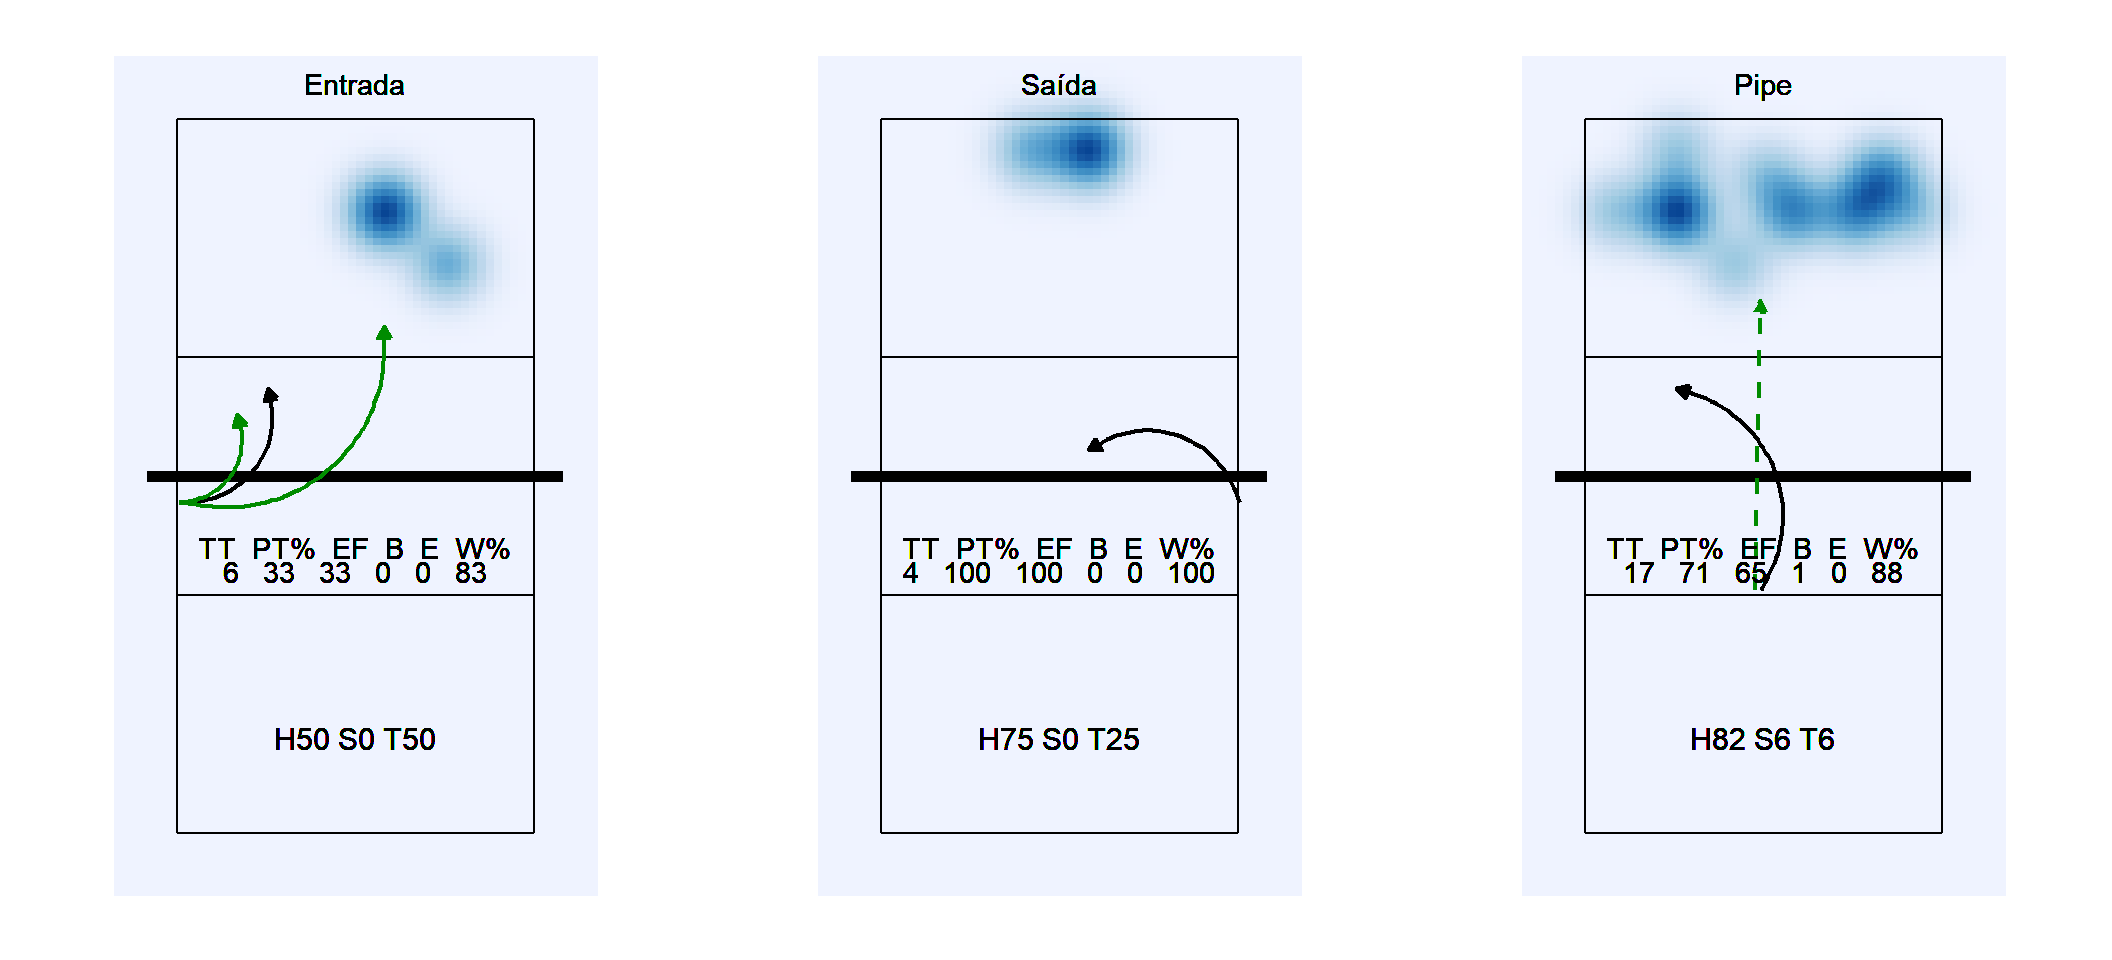 Entrada
TT PT% EF B E W%
6 33 33 0 0 83
H50 S0 T50
Saída
TT PT% EF B E W%
4 100 100 0 0 100
H75 S0 T25
Pipe
TT PT% EF B E W%
17 71 65 1 0 88
H82 S6 T6